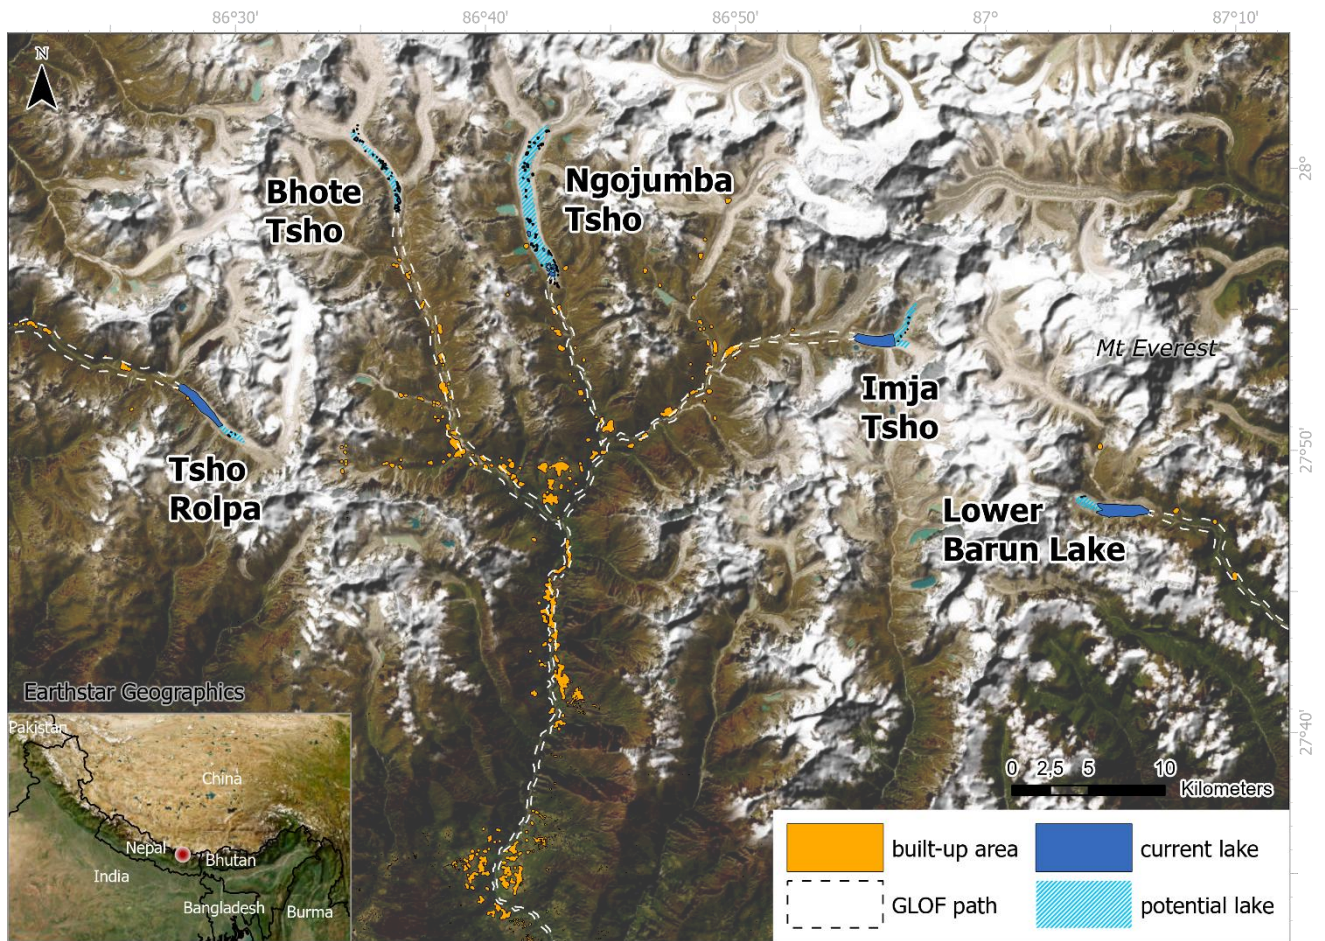 86°30'
86°40'
86°50'
87°
87°10'
N
28°
27°50'
27°40'
Bhote
Tsho
Ngojumba
Tsho
Mt Everest
Imja
Tsho
Tsho
Rolpa
Lower
Barun Lake
Earthstar Geographics
Pakistan
China
Nepal
Bhutan
India
Bangladesh
Burma
0 2,5 5 10
Kilometers
built-up area
current lake
GLOF path
potential lake